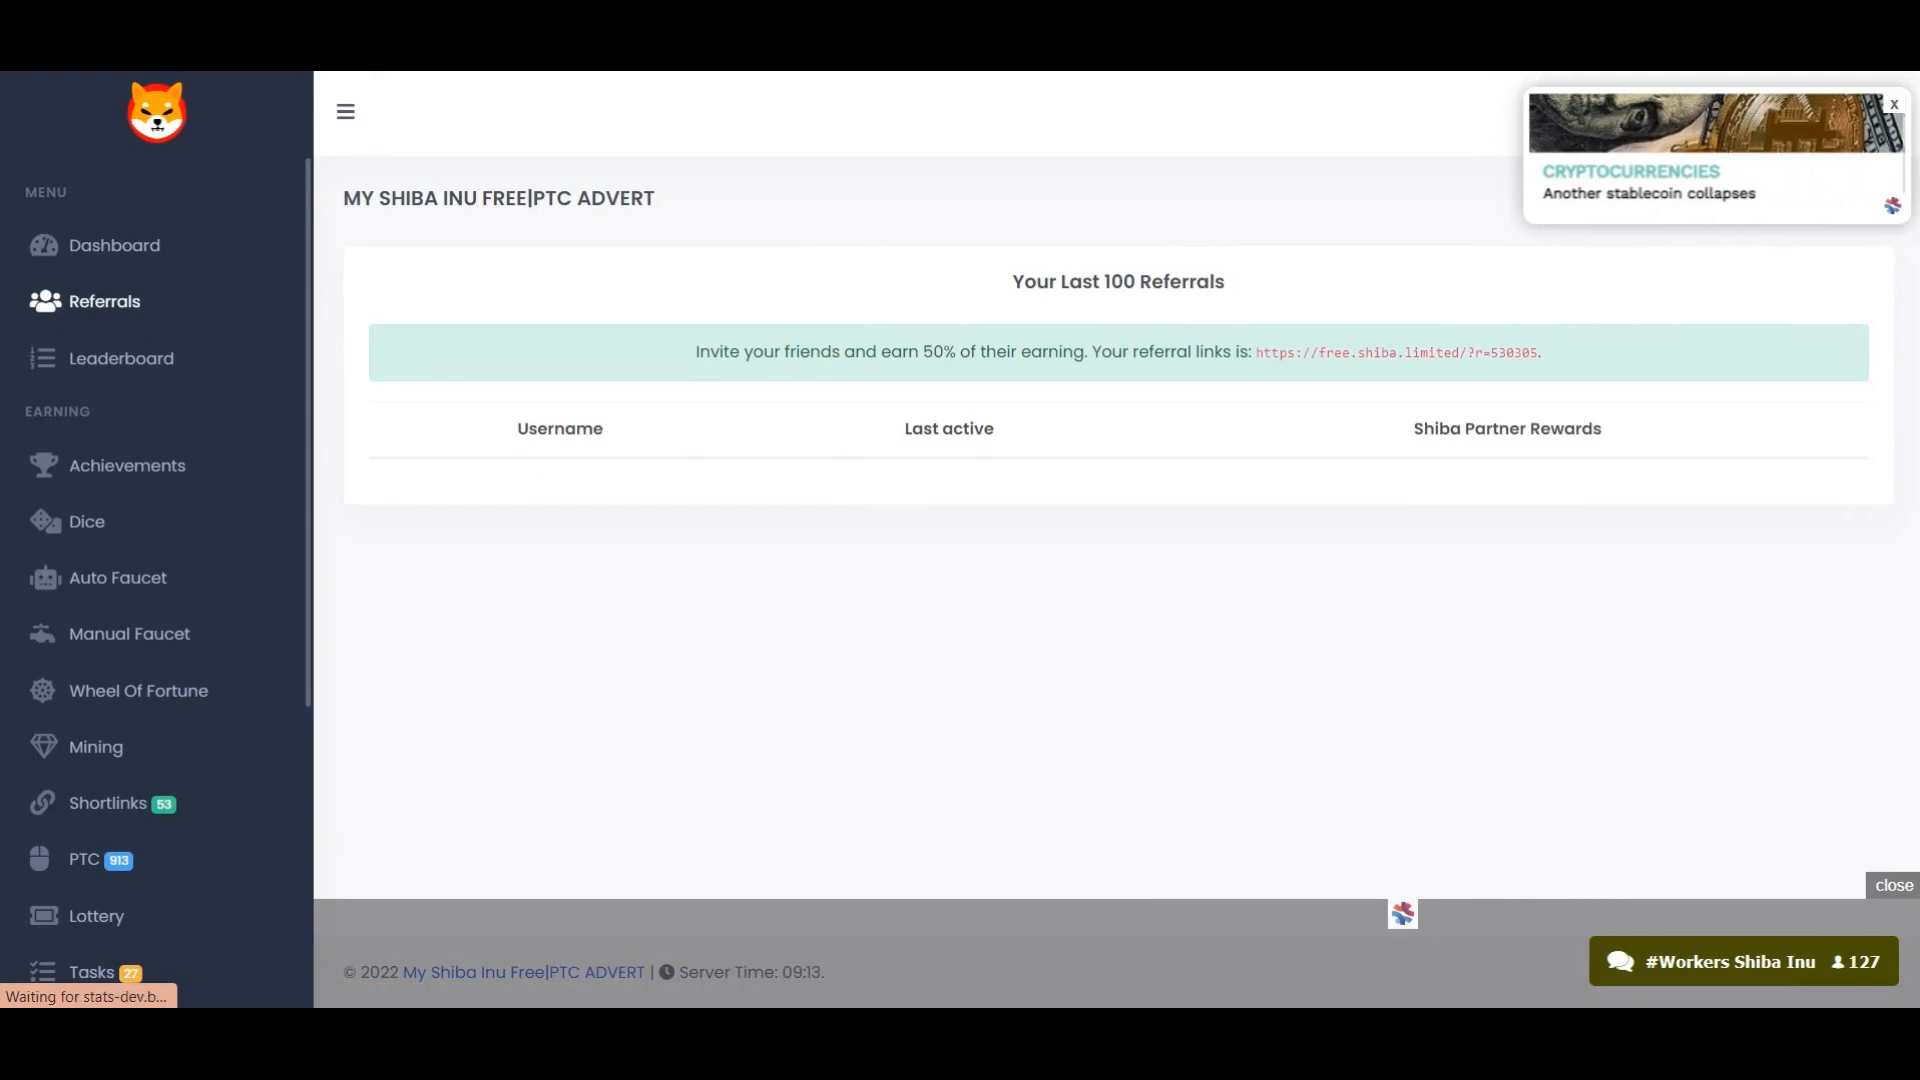 MENU
Dashboard
Referrals
Leaderboard
EARNING
Achievements
Dice
Auto Faucet
Manual Faucet
Wheel Of Fortune
Mining
Shortlinks 53
PTC 913
Lottery
Tasks 27
Waiting for stats-dev.b...
MY SHIBA INU FREE|PTC ADVERT
x
CRYPTOCURRENCIES
Another stablecoin collapses
Your Last 100 Referrals
Invite your friends and earn 50% of their earning. Your referral links is: https://free.shiba.limited/?r=530305.
Username Last active Shiba Partner Rewards
close
© 2022 My Shiba Inu Free|PTC ADVERT | Server Time: 09:13.
#Workers Shiba Inu 127